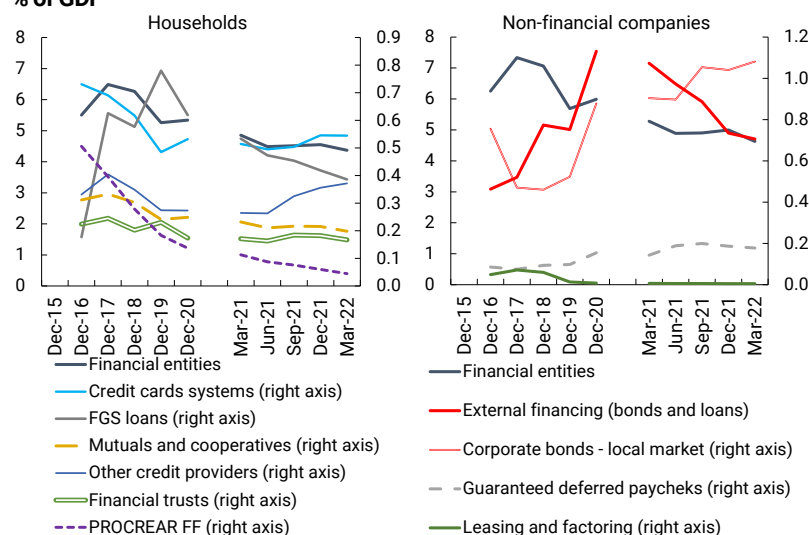 % of GDP
Households
Non-financial companies
8
7
6
5
4
3
2
1
0
0.9
0.8
0.7
0.6
0.5
0.4
0.3
0.2
0.1
0.0
8
7
6
5
4
3
2
1
0
1.2
1.0
0.8
0.6
0.4
0.2
0.0
Dec-15
Dec-16
Dec-17
Dec-18
Dec-19
Dec-20
Mar-21
Jun-21
Sep-21
Dec-21
Mar-22
Dec-15
Dec-16
Dec-17
Dec-18
Dec-19
Dec-20
Mar-21
Jun-21
Sep-21
Dec-21
Mar-22
Financial entities
Credit cards systems (right axis)
FGS loans (right axis)
Mutuals and cooperatives (right axis)
Other credit providers (right axis)
Financial trusts (right axis)
PROCREAR FF (right axis)
Financial entities
External financing (bonds and loans)
Corporate bonds - local market (right axis)
Guaranteed deferred paycheks (right axis)
Leasing and factoring (right axis)